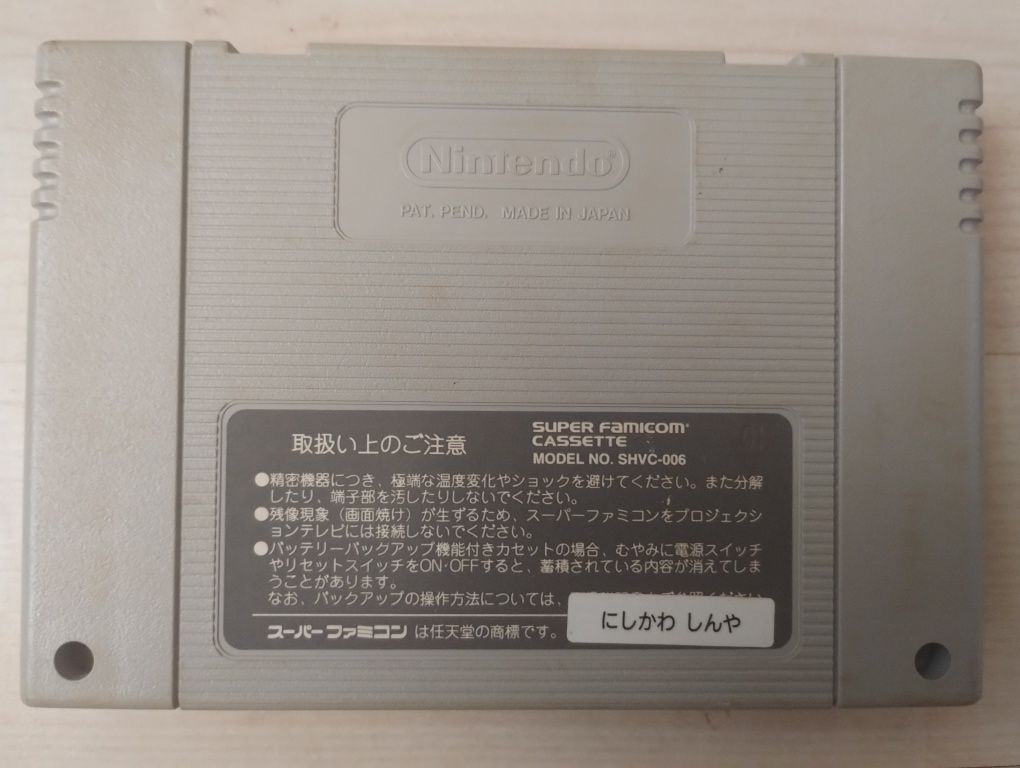 Nintendo®
PAT. PEND. MADE IN JAPAN
取扱い上のご注意
SUPER FAMICOM®
CASSETTE
MODEL NO. SHVC-006
●精密機器につき、極端な温度変化やショックを避けてください。また分解
したり、端子部を汚したりしないでください。
●残像現象（画面焼け）が生ずるため、スーパーファミコンをプロジェクシ
ョンテレビには接続しないでください。
●バッテリーバックアップ機能付きカセットの場合、むやみに電源スイッチ
やリセットスイッチをON·OFFすると、蓄積されている内容が消えてしま
うことがあります。
なお、バックアップの操作方法については、
スーパーファミコン は任天堂の商標です。
にしかわ しんや